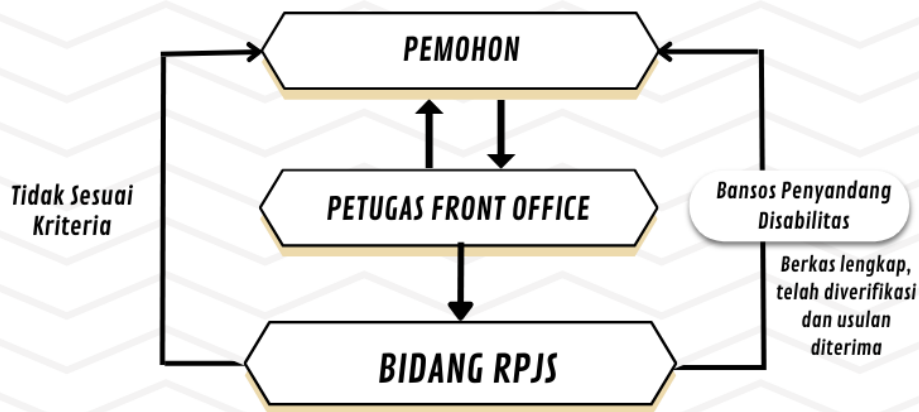 PEMOHON
Tidak Sesuai
Kriteria
PETUGAS FRONT OFFICE
Bansos Penyandang
Disabilitas
Berkas lengkap,
telah diverifikasi
dan usulan
diterima
BIDANG RPJS